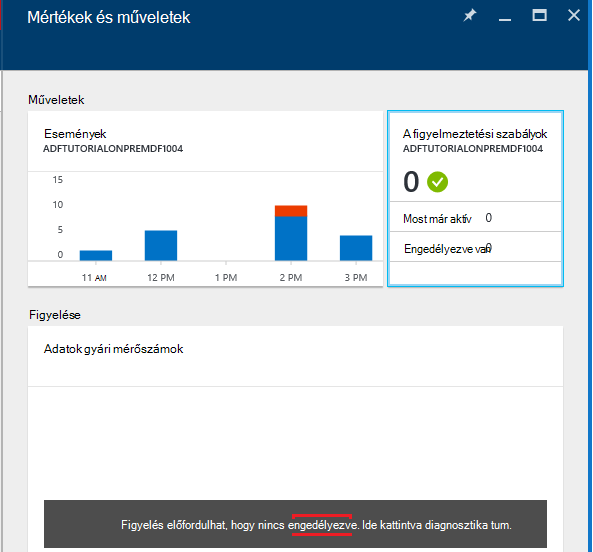 Mértékek és műveletek
Műveletek
Események
ADFTUTORIALONPREMDF1004
15
10
5
0
11 AM
12 PM
1 PM
2 PM
3 PM
A figyelmeztetési szabályok
ADFTUTORIALONPREMDF1004
0
Most már aktív 0
Engedélyezve van 0
Figyelése
Adatok gyári mérőszámok
Figyelés előfordulhat, hogy nincs engedélyezve. Ide kattintva diagnosztika tum.